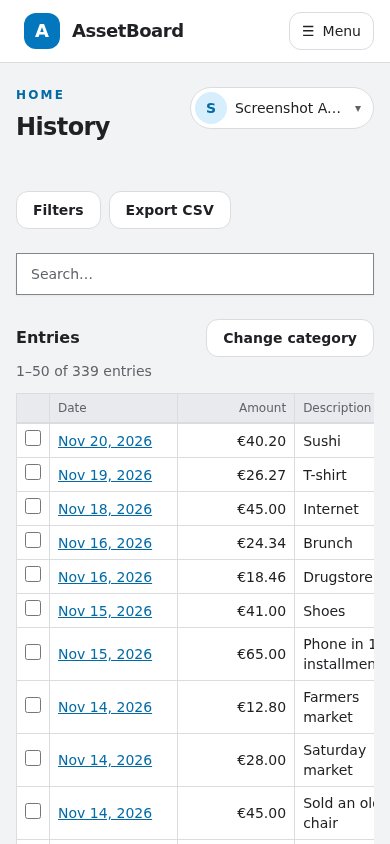 A AssetBoard
☰ Menu
HOME
History
S Screenshot A... ▾
Filters
Export CSV
Search...
Entries
Change category
1–50 of 339 entries
Date Amount Description
Nov 20, 2026 €40.20 Sushi
Nov 19, 2026 €26.27 T-shirt
Nov 18, 2026 €45.00 Internet
Nov 16, 2026 €24.34 Brunch
Nov 16, 2026 €18.46 Drugstore
Nov 15, 2026 €41.00 Shoes
Nov 15, 2026 €65.00 Phone in
Nov 14, 2026 €12.80 Farmers
market
Nov 14, 2026 €28.00 Saturday
market
Nov 14, 2026 €45.00 Sold an
chair